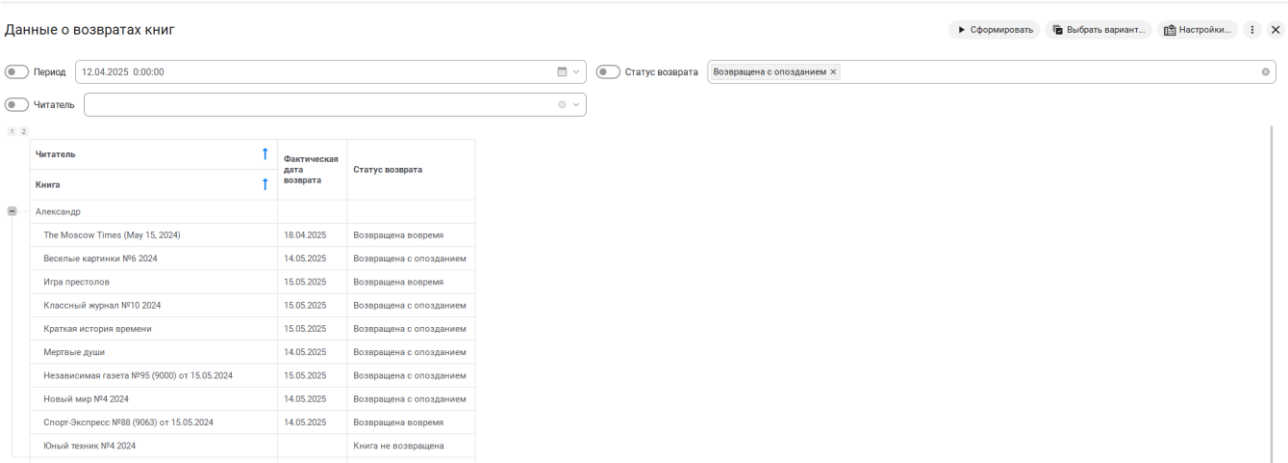 Данные о возвратах книг
Сформировать Выбрать вариант... Настройки...
Период 12.04.2025 0:00:00 Статус возврата Возвращена с опозданием ×
Читатель
1 2
Читатель Фактическая дата возврата Статус возврата
Книга
Александр
The Moscow Times (May 15, 2024) 18.04.2025 Возвращена вовремя
Веселые картинки №6 2024 14.05.2025 Возвращена с опозданием
Игра престолов 15.05.2025 Возвращена вовремя
Классный журнал №10 2024 15.05.2025 Возвращена с опозданием
Краткая история времени 15.05.2025 Возвращена с опозданием
Мертвые души 14.05.2025 Возвращена с опозданием
Независимая газета №95 (9000) от 15.05.2024 15.05.2025 Возвращена с опозданием
Новый мир №4 2024 14.05.2025 Возвращена с опозданием
Спорт-Экспресс №88 (9063) от 15.05.2024 14.05.2025 Возвращена вовремя
Юный техник №4 2024 Книга не возвращена